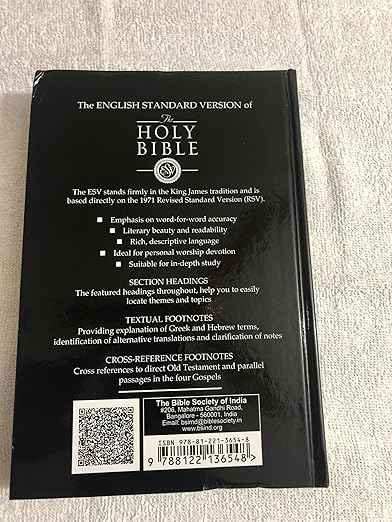 The ENGLISH STANDARD VERSION of
The
HOLY
BIBLE
ESV
The ESV stands firmly in the King James tradition and is
based directly on the 1971 Revised Standard Version (RSV).
Emphasis on word-for-word accuracy
Literary beauty and readability
Rich, descriptive language
Ideal for personal worship devotion
Suitable for in-depth study
SECTION HEADINGS
The featured headings throughout, help you to easily
locate themes and topics
TEXTUAL FOOTNOTES
Providing explanation of Greek and Hebrew terms,
identification of alternative translations and clarification of notes
CROSS-REFERENCE FOOTNOTES
Cross references to direct Old Testament and parallel
passages in the four Gospels
The Bible Society of India
#206, Mahatma Gandhi Road,
Bangalore - 560001, India
Email: bsimd@biblesociety.in
www.bsind.org
ISBN 978-81-221-3654-8
9 788122 136548 >